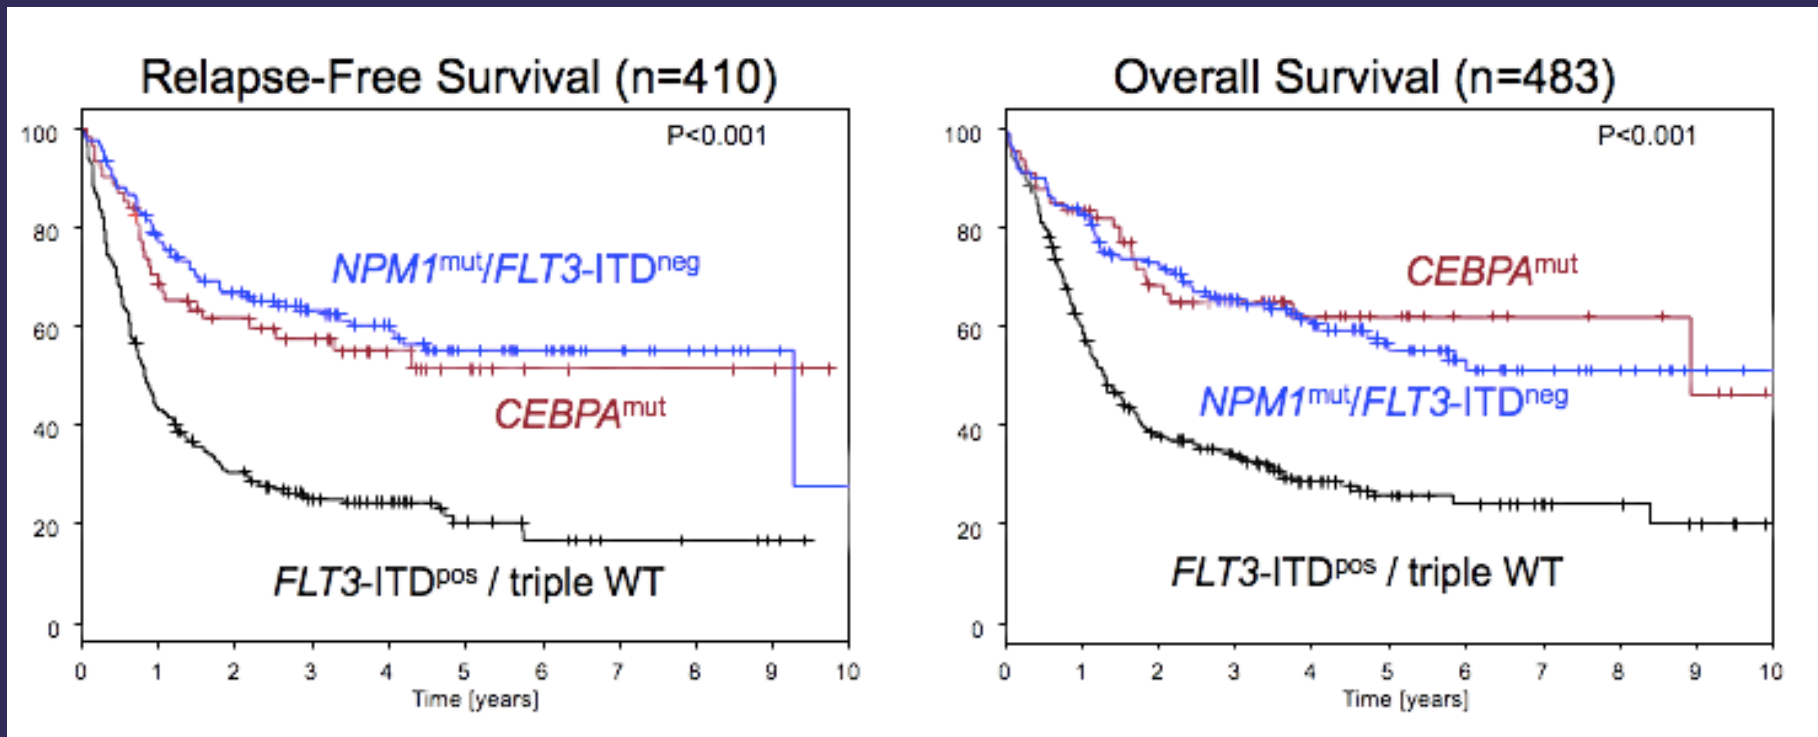 Relapse-Free Survival (n=410)
P<0.001
100
80
60
40
20
0
NPM1mut/FLT3-ITDneg
CEBPAmut
FLT3-ITDpos / triple WT
0 1 2 3 4 5 6 7 8 9 10
Time [years]
Overall Survival (n=483)
P<0.001
100
80
60
40
20
0
CEBPAmut
NPM1mut/FLT3-ITDneg
FLT3-ITDpos / triple WT
0 1 2 3 4 5 6 7 8 9 10
Time [years]